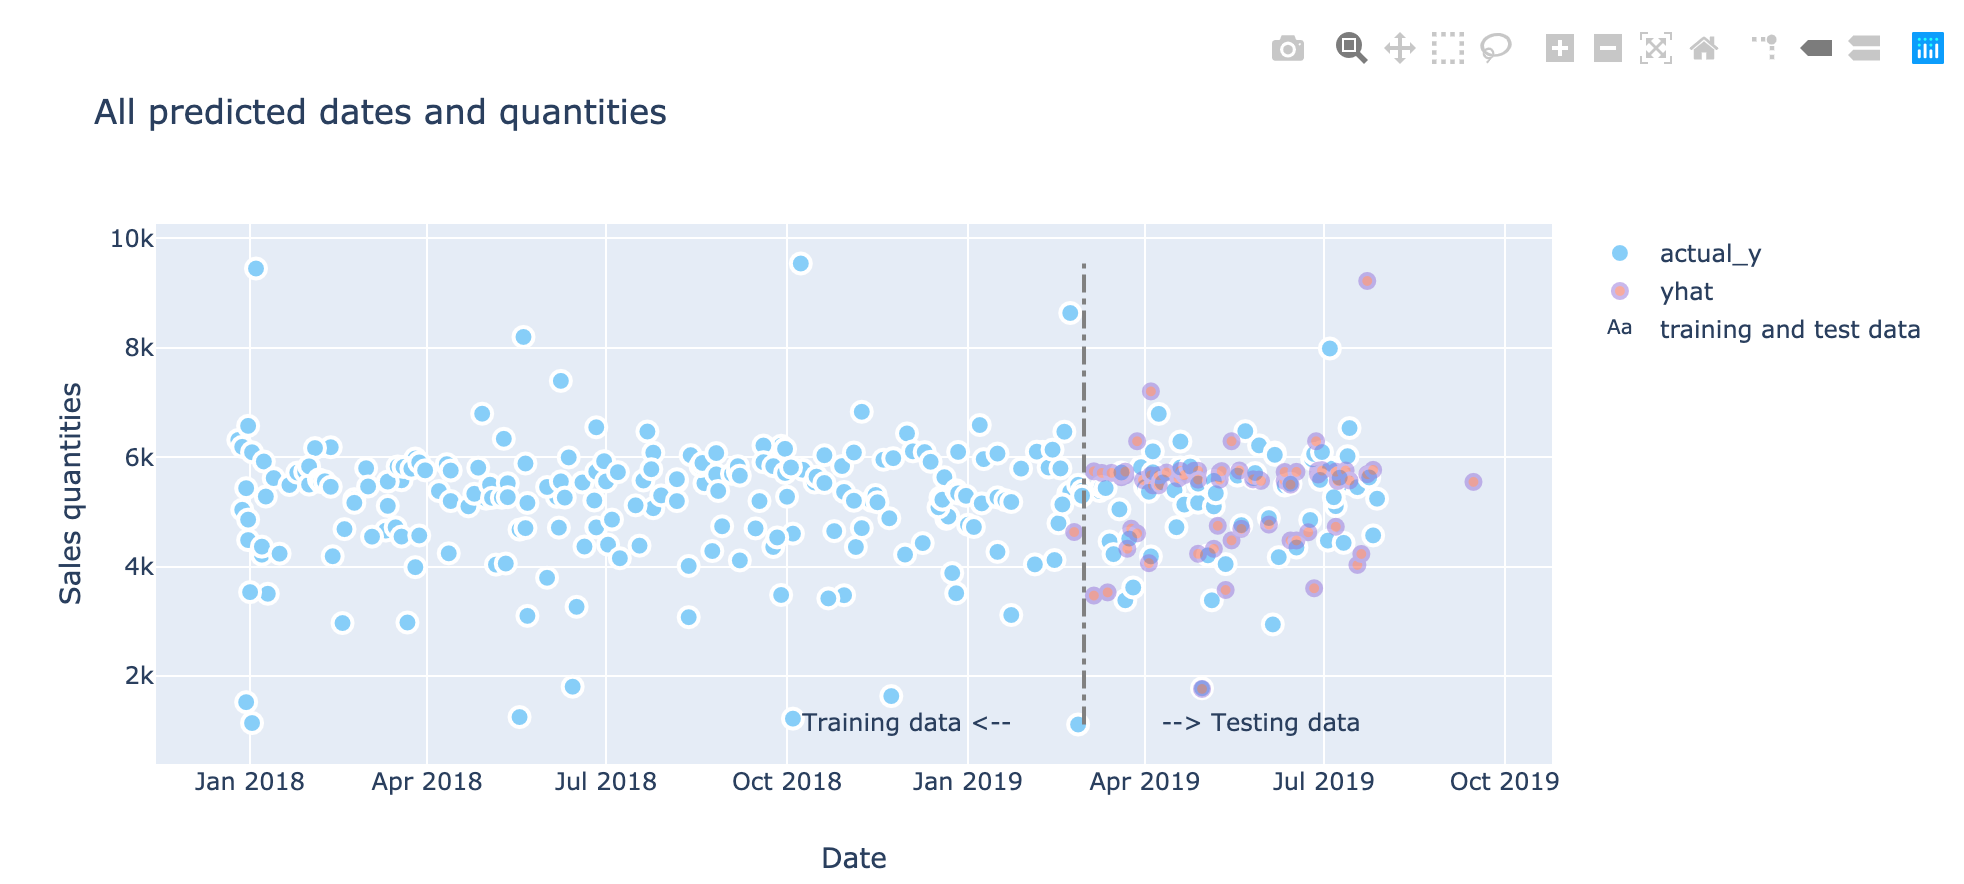 All predicted dates and quantities
10k
8k
6k
4k
2k
Sales quantities
Training data <--
--> Testing data
Jan 2018
Apr 2018
Jul 2018
Oct 2018
Jan 2019
Apr 2019
Jul 2019
Oct 2019
Date
actual_y
yhat
Aa training and test data